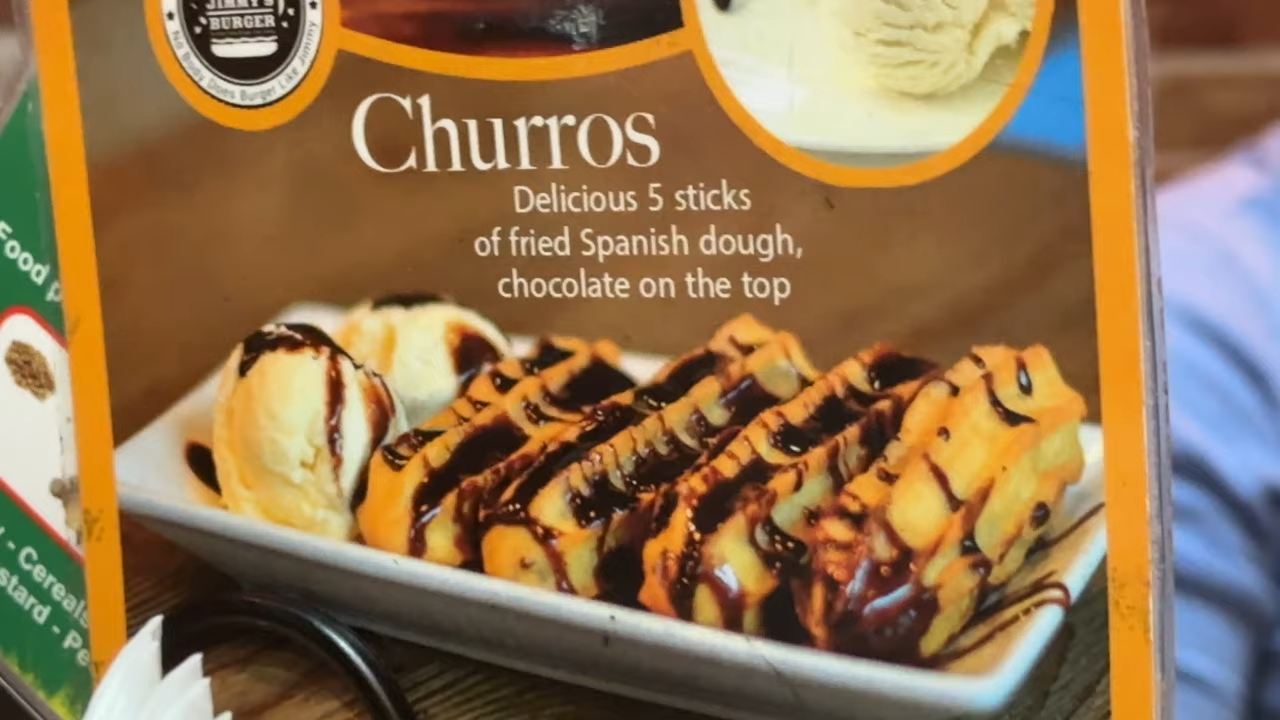 JIMMY'S
BURGER
No Body Does Burger Like Jimmy
Churros
Delicious 5 sticks
of fried Spanish dough,
chocolate on the top
Food
- Cereals
stard - Pe